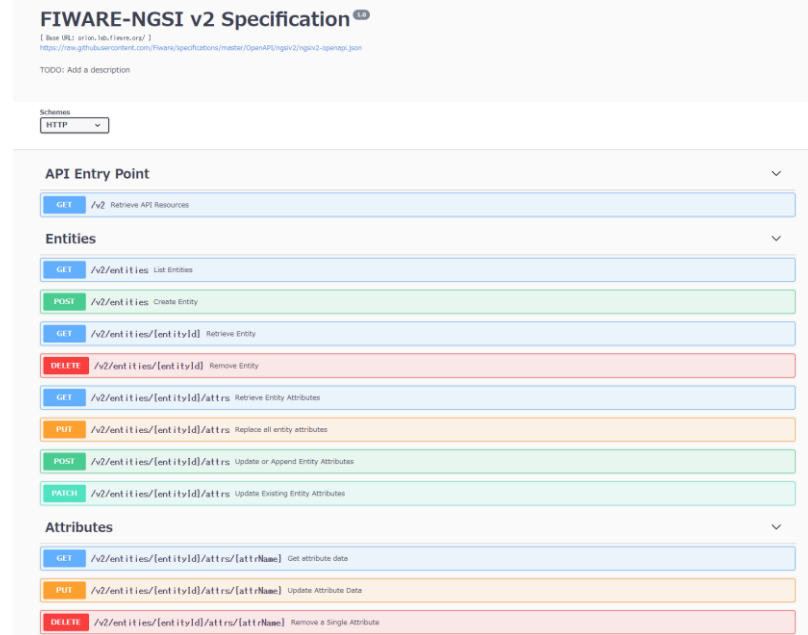 FIWARE-NGSI v2 Specification 1.0
[ Base URL: orion.lab.fiware.org/ ]
https://raw.githubusercontent.com/Fiware/specifications/master/OpenAPI/ngsiv2/ngsiv2-openapi.json
TODO: Add a description
Schemes
HTTP
API Entry Point
GET /v2 Retrieve API Resources
Entities
GET /v2/entities List Entities
POST /v2/entities Create Entity
GET /v2/entities/{entityId} Retrieve Entity
DELETE /v2/entities/{entityId} Remove Entity
GET /v2/entities/{entityId}/attrs Retrieve Entity Attributes
PUT /v2/entities/{entityId}/attrs Replace all entity attributes
POST /v2/entities/{entityId}/attrs Update or Append Entity Attributes
PATCH /v2/entities/{entityId}/attrs Update Existing Entity Attributes
Attributes
GET /v2/entities/{entityId}/attrs/{attrName} Get attribute data
PUT /v2/entities/{entityId}/attrs/{attrName} Update Attribute Data
DELETE /v2/entities/{entityId}/attrs/{attrName} Remove a Single Attribute